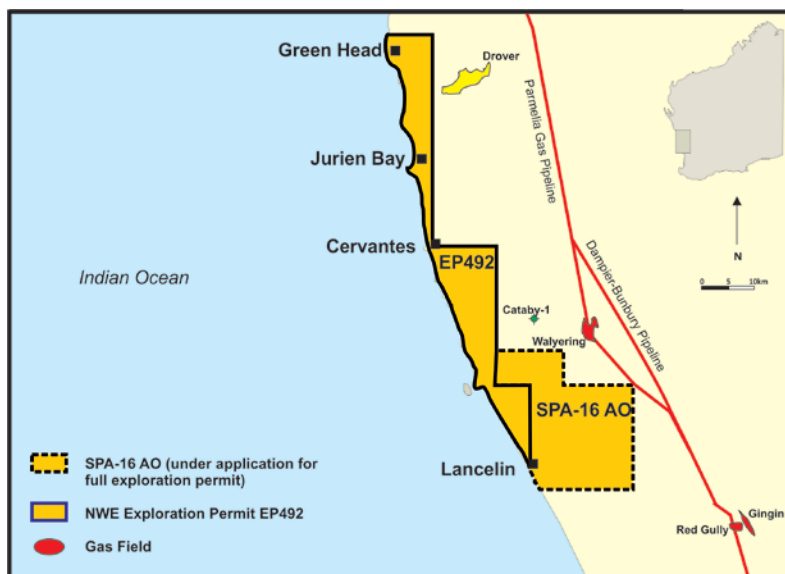 Green Head
Drover
Parmelia Gas Pipeline
Jurien Bay
N
Cervantes
EP492
Indian Ocean
Dampier-Bunbury Pipeline
0 5 10km
Cataby-1
Walyering
SPA-16 AO
Lancelin
SPA-16 AO (under application for
full exploration permit)
NWE Exploration Permit EP492
Gas Field
Red Gully
Gingin